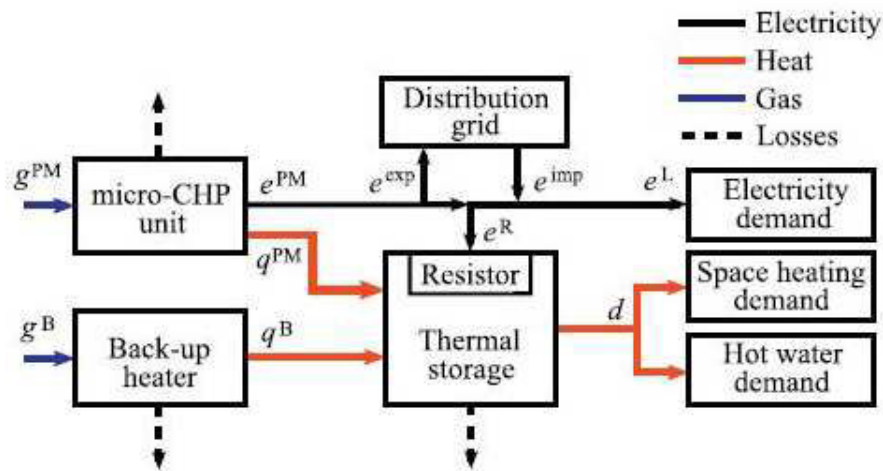 Electricity
Heat
Gas
Losses
Distribution
grid
g^PM
micro-CHP
unit
e^PM
e^exp
e^imp
e^L
Electricity
demand
q^PM
e^R
Resistor
Space heating
demand
g^B
Back-up
heater
q^B
Thermal
storage
d
Hot water
demand